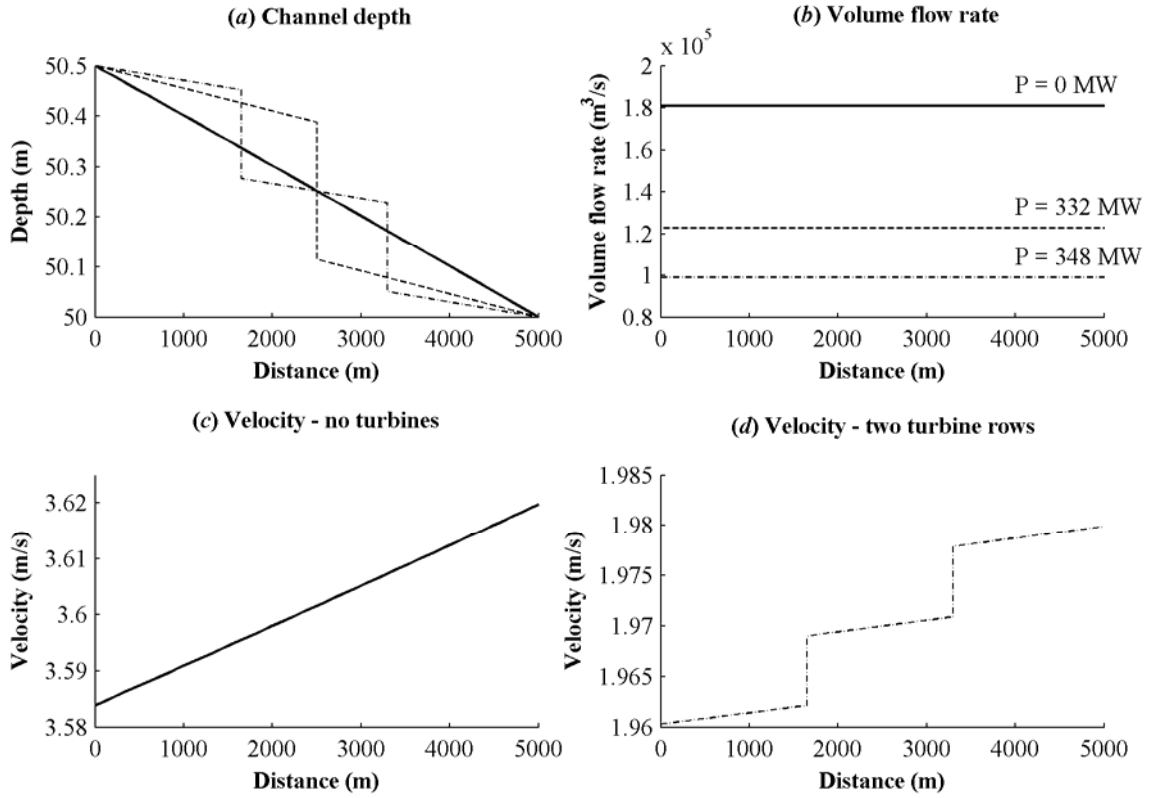 (a) Channel depth
50.5
50.4
50.3
50.2
50.1
50
Depth (m)
0 1000 2000 3000 4000 5000
Distance (m)
(b) Volume flow rate
x 10^5
2
1.8
1.6
1.4
1.2
1
0.8
Volume flow rate (m^3/s)
P = 0 MW
P = 332 MW
P = 348 MW
0 1000 2000 3000 4000 5000
Distance (m)
(c) Velocity - no turbines
3.62
3.61
3.6
3.59
3.58
Velocity (m/s)
0 1000 2000 3000 4000 5000
Distance (m)
(d) Velocity - two turbine rows
1.985
1.98
1.975
1.97
1.965
1.96
Velocity (m/s)
0 1000 2000 3000 4000 5000
Distance (m)